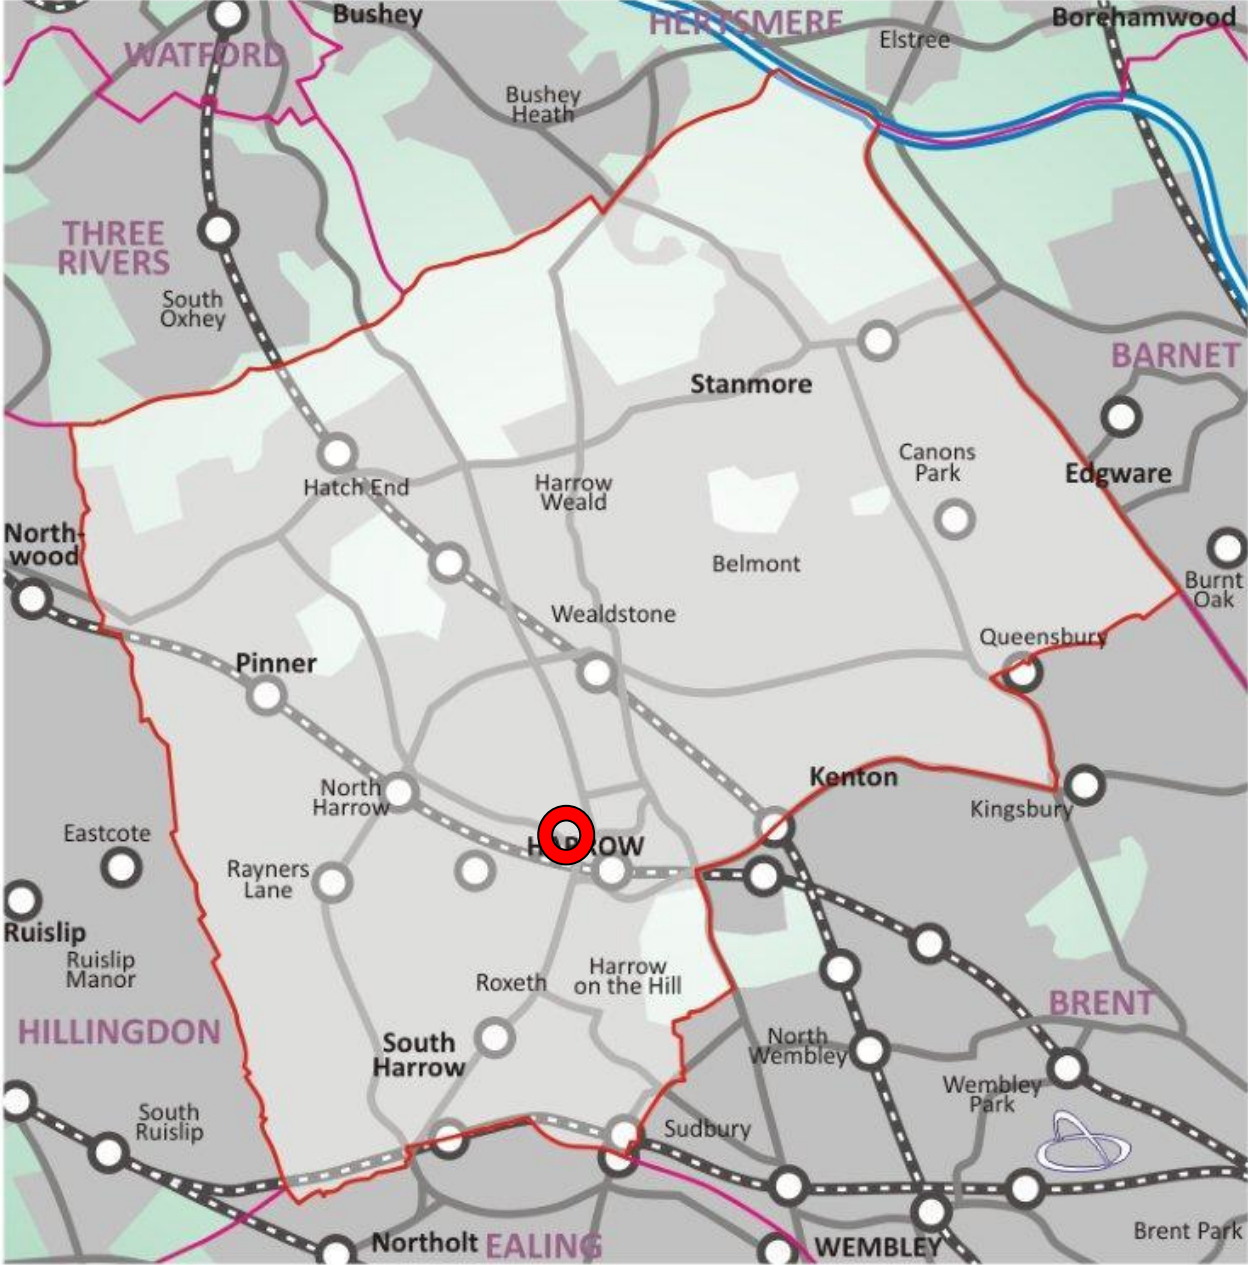 Bushey
HERTSMERE
Borehamwood
WATFORD
Elstree
Bushey
Heath
THREE
RIVERS
South
Oxhey
BARNET
Stanmore
Canons
Park
Edgware
Hatch End
Harrow
Weald
North-
wood
Belmont
Burnt
Oak
Wealdstone
Queensbury
Pinner
Kenton
North
Harrow
Kingsbury
Eastcote
HARROW
Rayners
Lane
Ruislip
Ruislip
Manor
Roxeth
Harrow
on the Hill
HILLINGDON
BRENT
South
Harrow
North
Wembley
Wembley
Park
South
Ruislip
Sudbury
Northolt
EALING
WEMBLEY
Brent Park